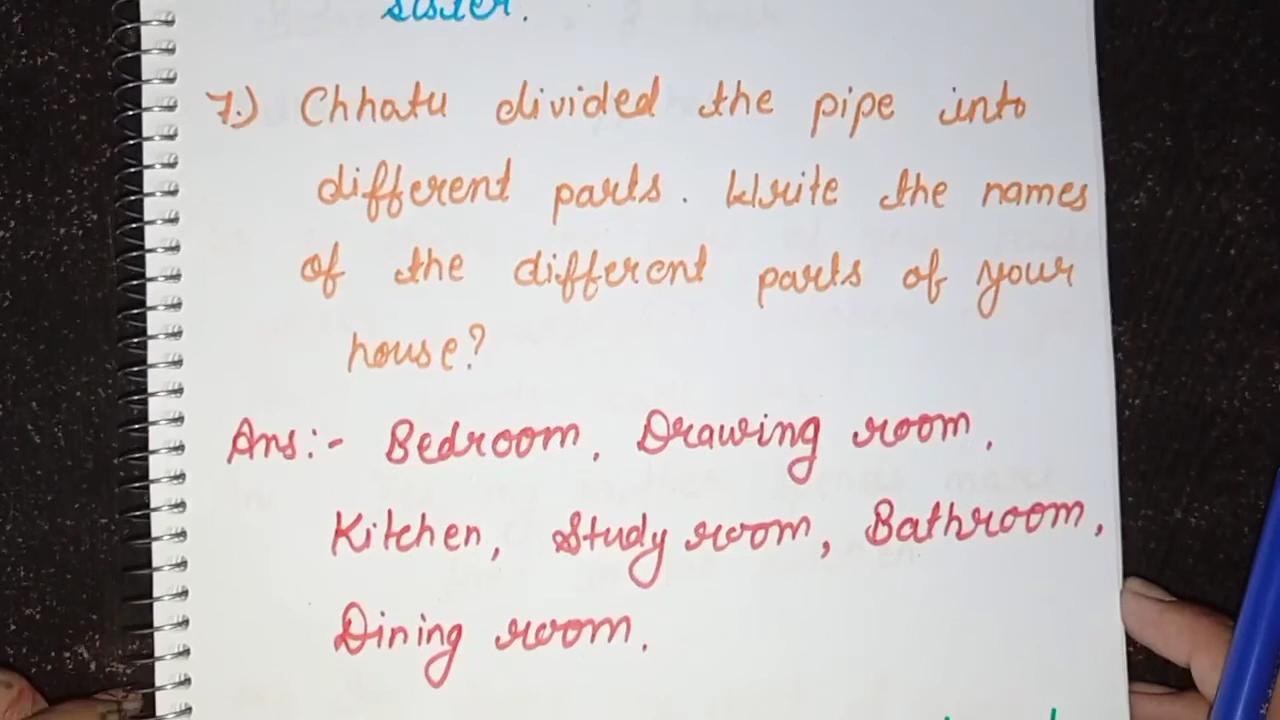 sister.
7.) Chhatu divided the pipe into
different parts. Write the names
of the different parts of your
house?
Ans:- Bedroom, Drawing room,
Kitchen, Study room, Bathroom,
Dining room.